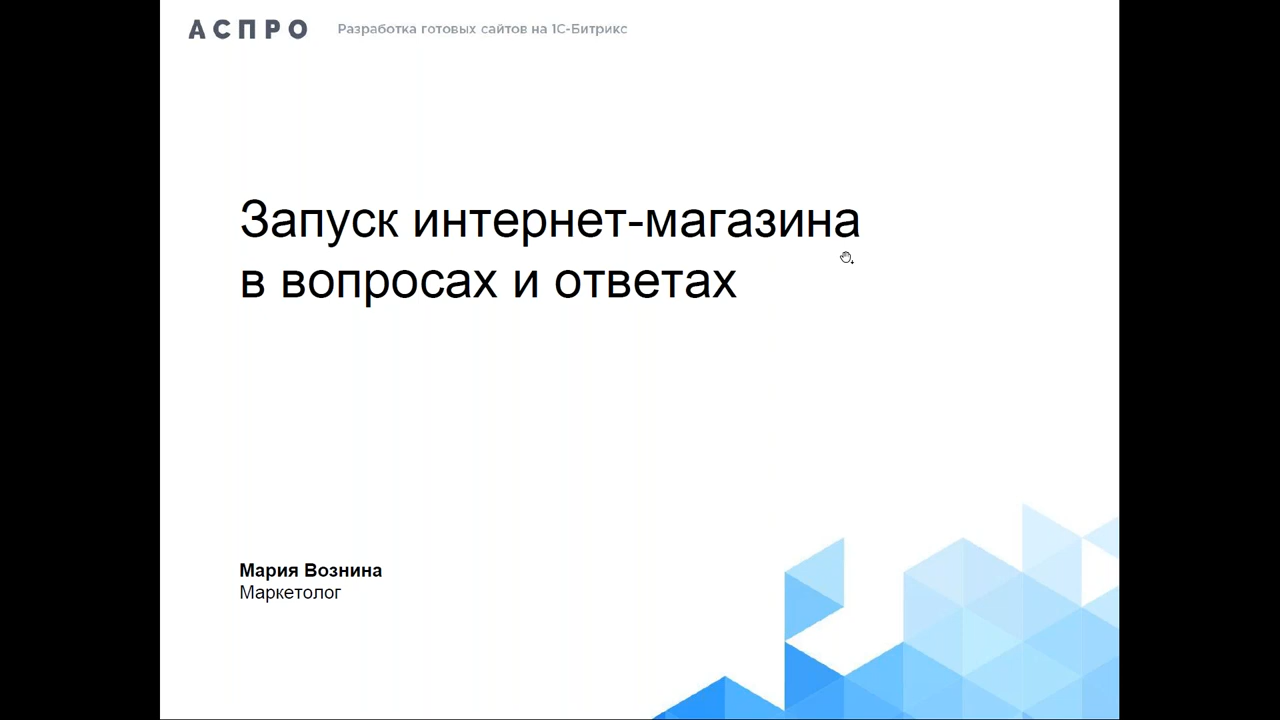 АСПРО Разработка готовых сайтов на 1С-Битрикс
Запуск интернет-магазина
в вопросах и ответах
Мария Вознина
Маркетолог